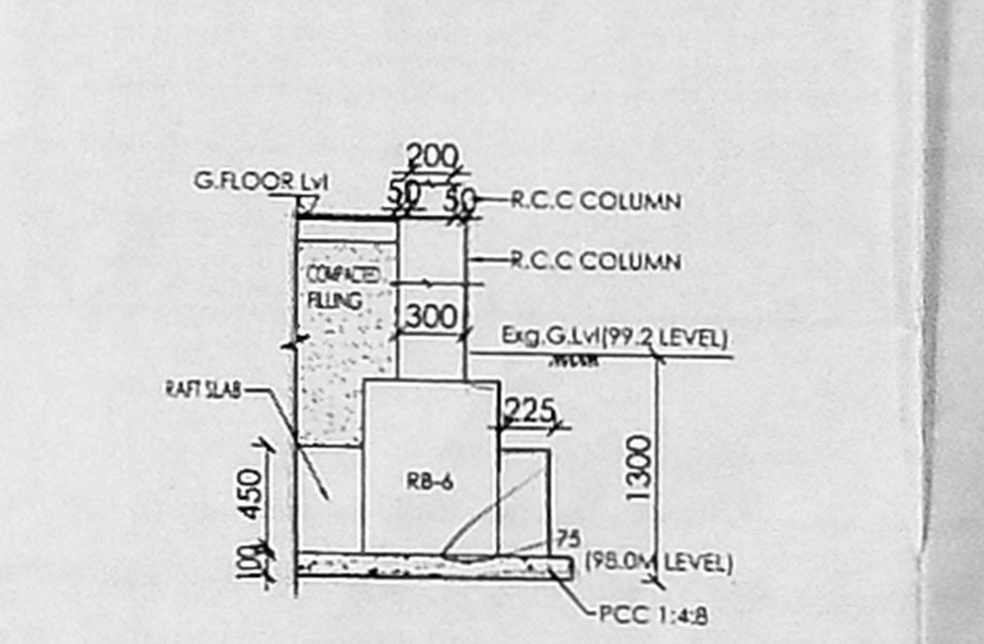 200
G.FLOOR Lvl
50 50
R.C.C COLUMN
R.C.C COLUMN
COMPACTED
FILLING
300
Exg.G.Lvl(99.2 LEVEL)
RAFT SLAB
225
RB-6
450
1300
75
100
(98.0M LEVEL)
PCC 1:4:8